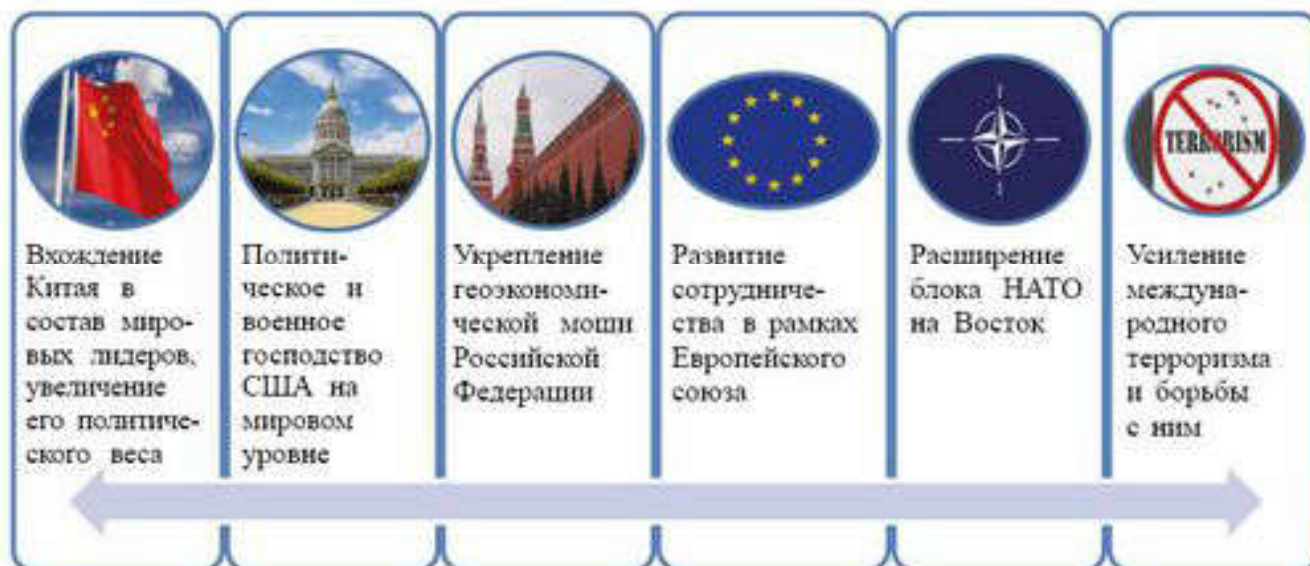 TERRORISM
Вхождение
Китая в
состав миро-
вых лидеров,
увеличение
его политиче-
ского веса
Полити-
ческое и
военное
господство
США на
мировом
уровне
Укрепление
геоэкономи-
ческой мощи
Российской
Федерации
Развитие
сотрудниче-
ства в рамках
Европейского
союза
Расширение
блока НАТО
на Восток
Усиление
междуна-
родного
терроризма
и борьбы
с ним